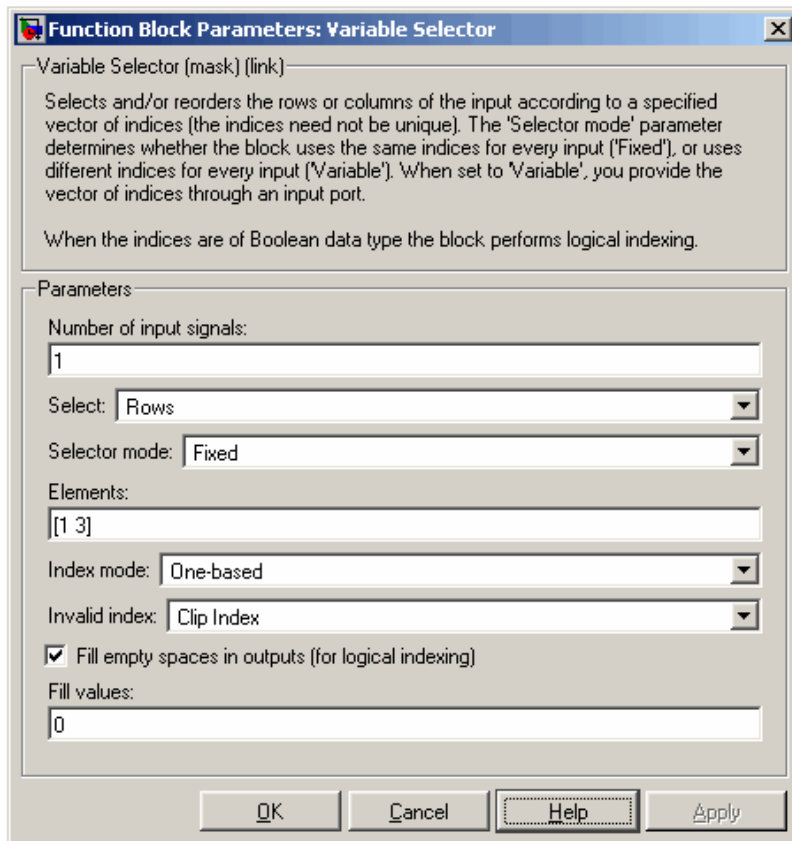 Function Block Parameters: Variable Selector
Variable Selector (mask) (link)
Selects and/or reorders the rows or columns of the input according to a specified
vector of indices (the indices need not be unique). The 'Selector mode' parameter
determines whether the block uses the same indices for every input ('Fixed'), or uses
different indices for every input ('Variable'). When set to 'Variable', you provide the
vector of indices through an input port.
When the indices are of Boolean data type the block performs logical indexing.
Parameters
Number of input signals:
1
Select: Rows
Selector mode: Fixed
Elements:
[1 3]
Index mode: One-based
Invalid index: Clip Index
Fill empty spaces in outputs (for logical indexing)
Fill values:
0
OK Cancel Help Apply